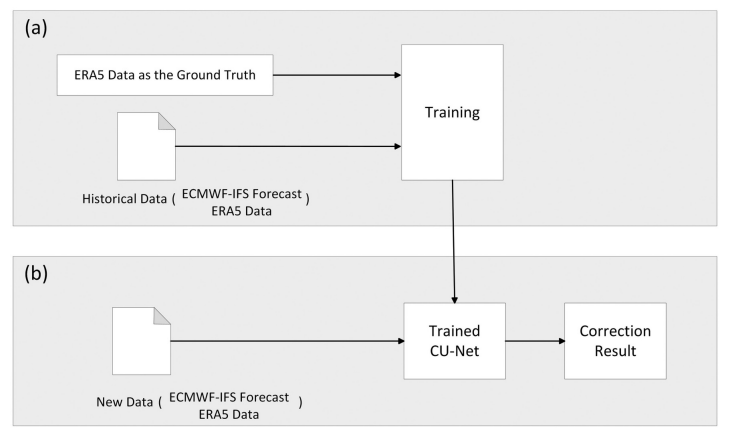 (a)
ERA5 Data as the Ground Truth
Training
Historical Data ( ECMWF-IFS Forecast )
ERA5 Data
(b)
Trained
CU-Net
Correction
Result
New Data ( ECMWF-IFS Forecast )
ERA5 Data